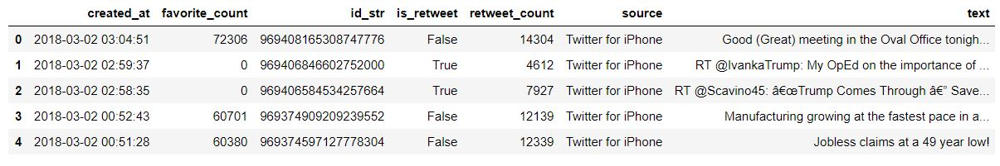 created_at favorite_count id_str is_retweet retweet_count source text
0 2018-03-02 03:04:51 72306 969408165308747776 False 14304 Twitter for iPhone Good (Great) meeting in the Oval Office tonigh...
1 2018-03-02 02:59:37 0 969406846602752000 True 4612 Twitter for iPhone RT @IvankaTrump: My OpEd on the importance of ...
2 2018-03-02 02:58:35 0 969406584534257664 True 7927 Twitter for iPhone RT @Scavino45: â€œTrump Comes Through â€” Save...
3 2018-03-02 00:52:43 60701 969374909209239552 False 12139 Twitter for iPhone Manufacturing growing at the fastest pace in a...
4 2018-03-02 00:51:28 60380 969374597127778304 False 12339 Twitter for iPhone Jobless claims at a 49 year low!